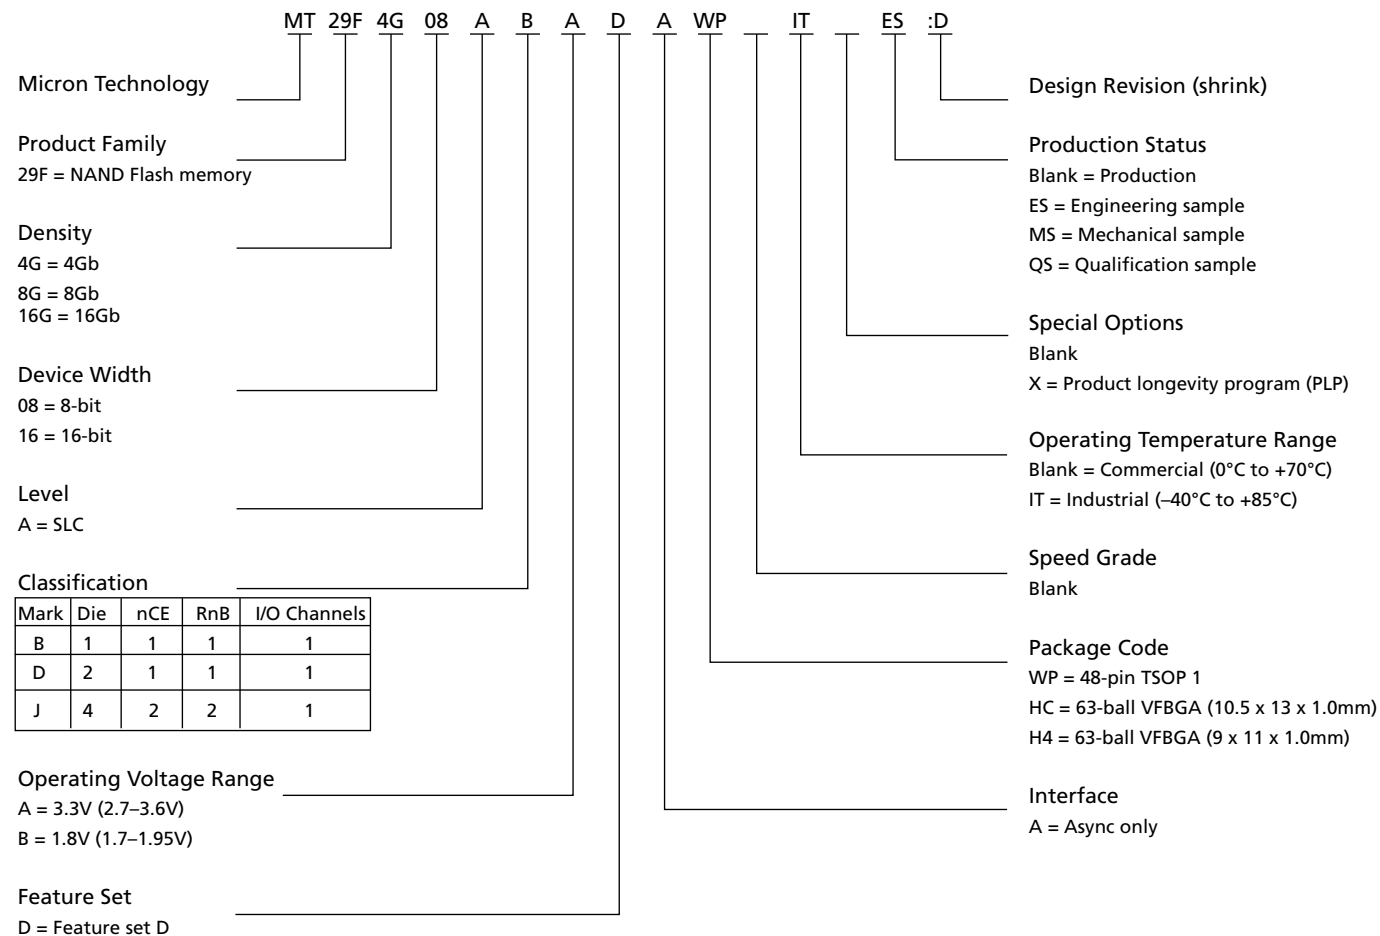 MT 29F 4G 08 A B A D A WP IT ES :D
Micron Technology
Product Family
29F = NAND Flash memory
Density
4G = 4Gb
8G = 8Gb
16G = 16Gb
Device Width
08 = 8-bit
16 = 16-bit
Level
A = SLC
Classification
Mark Die nCE RnB I/O Channels
B 1 1 1 1
D 2 1 1 1
J 4 2 2 1
Operating Voltage Range
A = 3.3V (2.7–3.6V)
B = 1.8V (1.7–1.95V)
Feature Set
D = Feature set D
Design Revision (shrink)
Production Status
Blank = Production
ES = Engineering sample
MS = Mechanical sample
QS = Qualification sample
Special Options
Blank
X = Product longevity program (PLP)
Operating Temperature Range
Blank = Commercial (0°C to +70°C)
IT = Industrial (–40°C to +85°C)
Speed Grade
Blank
Package Code
WP = 48-pin TSOP 1
HC = 63-ball VFBGA (10.5 x 13 x 1.0mm)
H4 = 63-ball VFBGA (9 x 11 x 1.0mm)
Interface
A = Async only